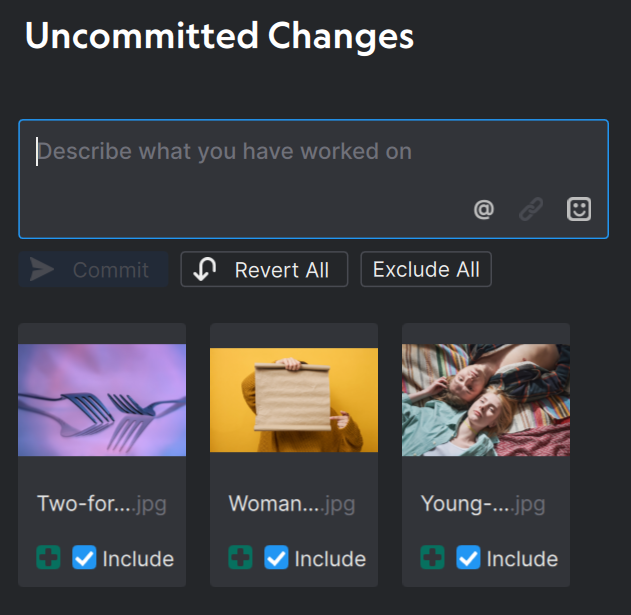 Uncommitted Changes
Describe what you have worked on
@
Commit Revert All Exclude All
Two-for....jpg Woman....jpg Young-....jpg
Include Include Include